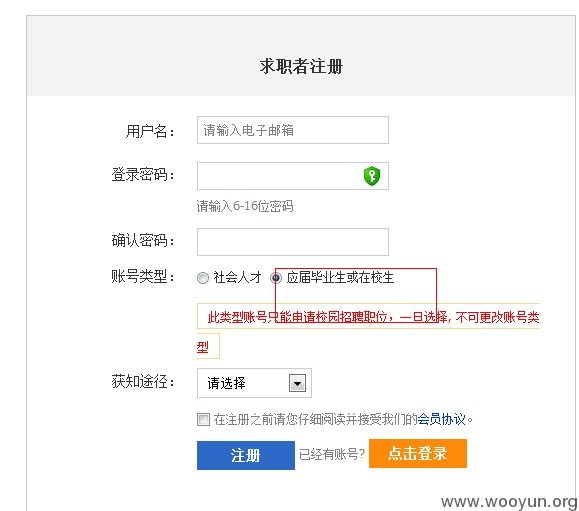 求职者注册
用户名： 请输入电子邮箱
登录密码：
请输入6-16位密码
确认密码：
账号类型： 社会人才 应届毕业生或在校生
此类型账号只能申请校园招聘职位，一旦选择, 不可更改账号类
型
获知途径： 请选择
在注册之前请您仔细阅读并接受我们的会员协议。
注册 已经有账号? 点击登录
www.wooyun.org